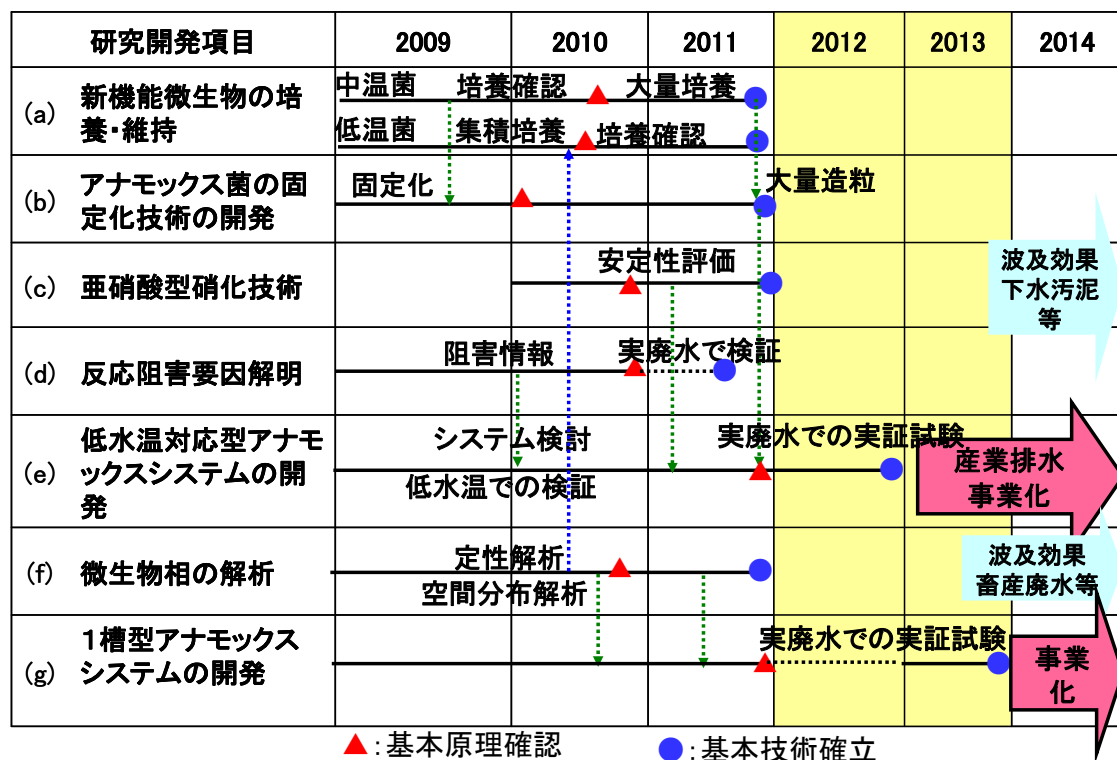 研究開発項目 2009 2010 2011 2012 2013 2014
(a) 新機能微生物の培
養・維持
中温菌 培養確認 大量培養
低温菌 集積培養 培養確認
(b) アナモックス菌の固
定化技術の開発
固定化 大量造粒
(c) 亜硝酸型硝化技術
安定性評価
波及効果
下水汚泥
等
(d) 反応阻害要因解明
阻害情報 実廃水で検証
(e) 低水温対応型アナモ
ックスシステムの開
発
システム検討 実廃水での実証試験
低水温での検証
産業排水
事業化
(f) 微生物相の解析
定性解析
空間分布解析
波及効果
畜産廃水等
(g) 1槽型アナモックス
システムの開発
実廃水での実証試験
事業
化
▲:基本原理確認 ●:基本技術確立